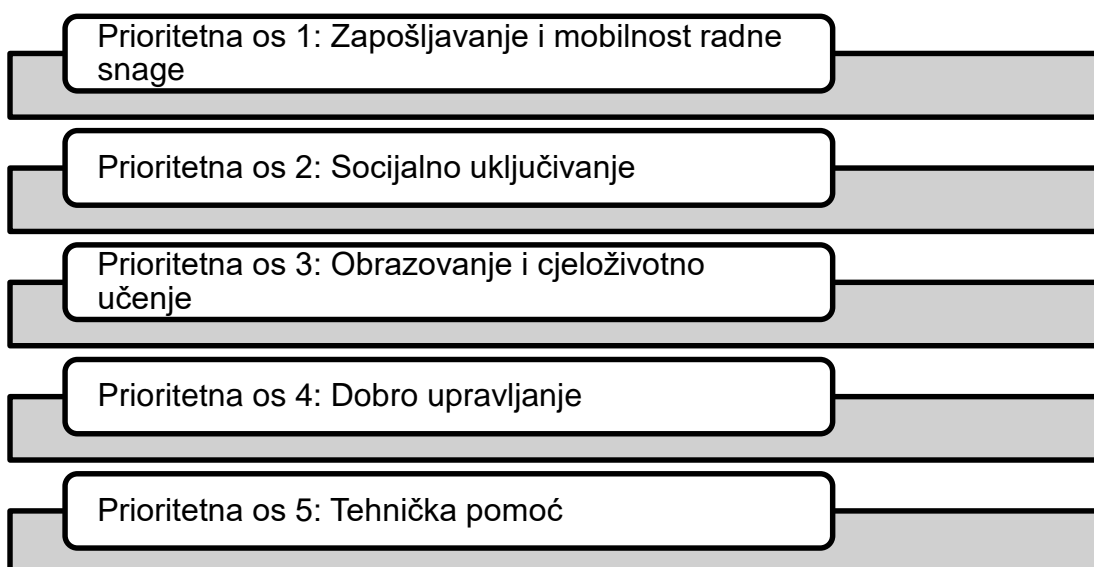 Prioritetna os 1: Zapošljavanje i mobilnost radne
snage
Prioritetna os 2: Socijalno uključivanje
Prioritetna os 3: Obrazovanje i cjeloživotno
učenje
Prioritetna os 4: Dobro upravljanje
Prioritetna os 5: Tehnička pomoć